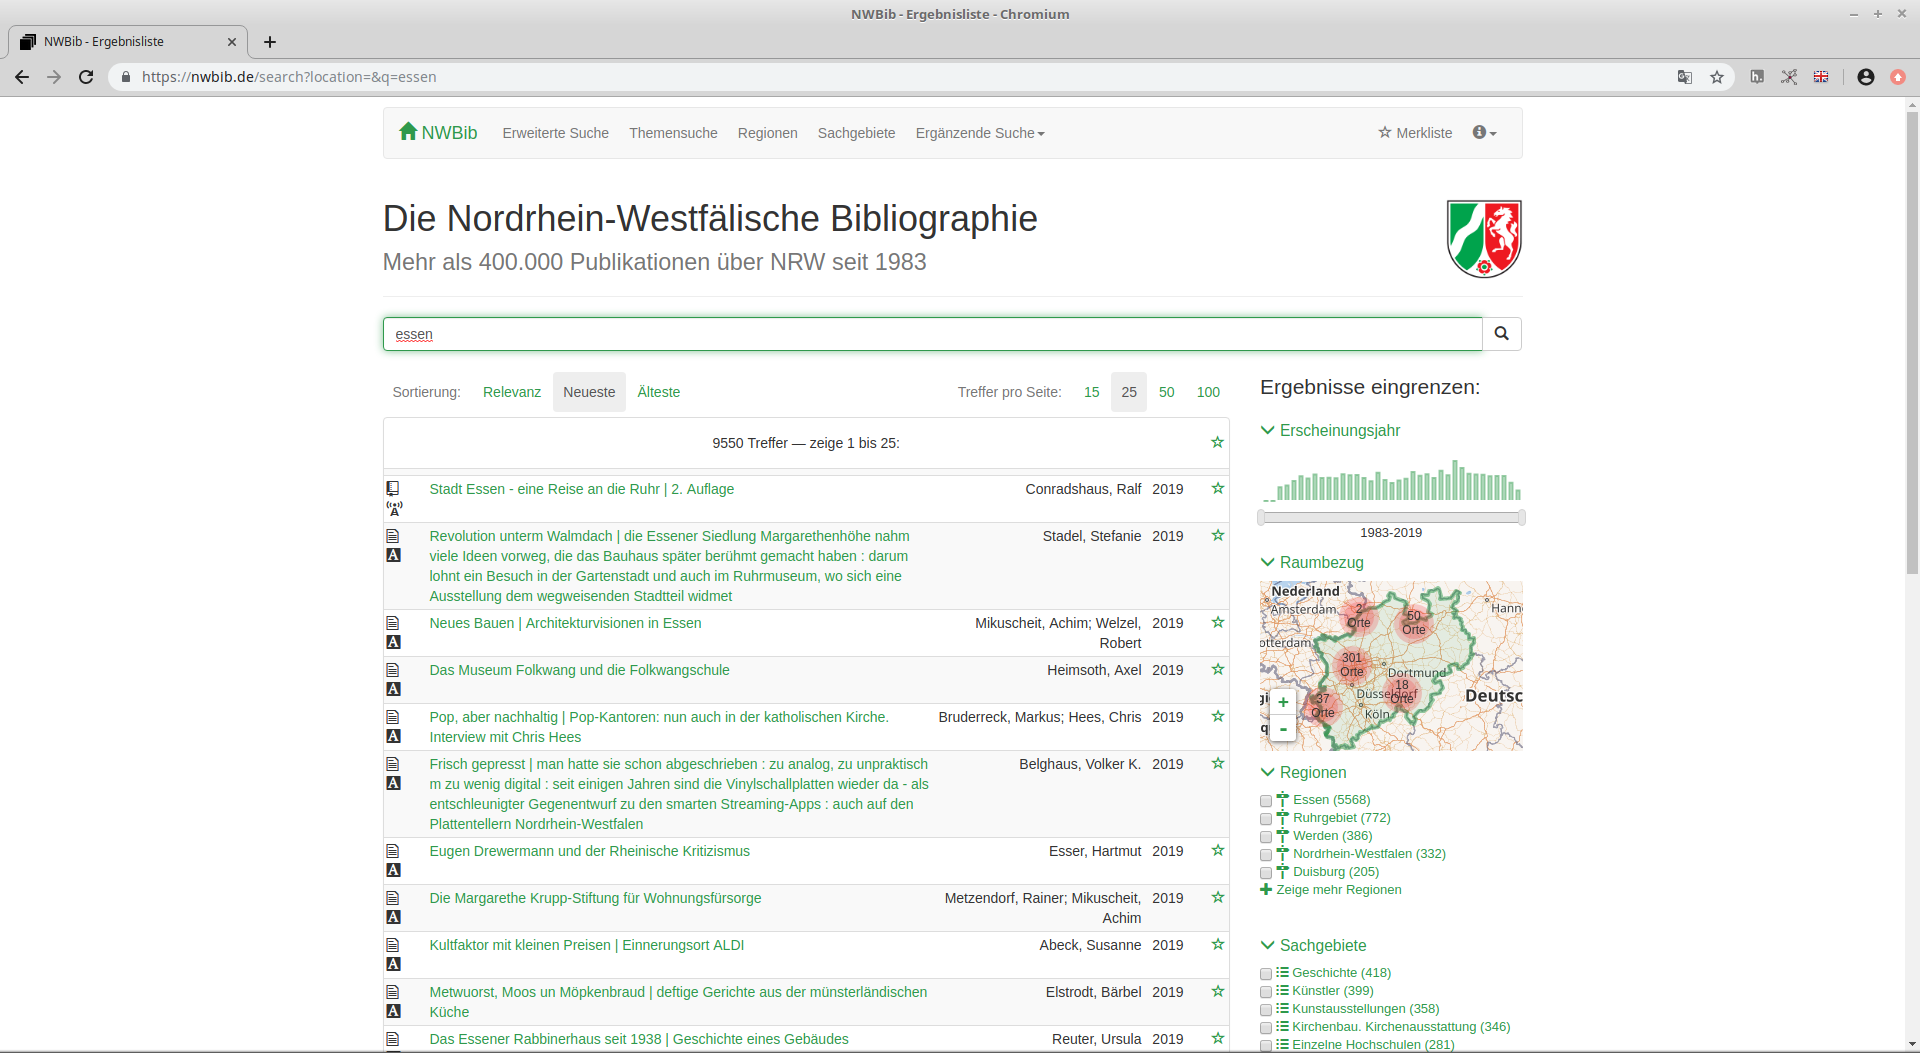 NWBib - Ergebnisliste - Chromium
NWBib - Ergebnisliste
https://nwbib.de/search?location=&q=essen
NWBib Erweiterte Suche Themensuche Regionen Sachgebiete Ergänzende Suche Merkliste
Die Nordrhein-Westfälische Bibliographie
Mehr als 400.000 Publikationen über NRW seit 1983
essen
Sortierung: Relevanz Neueste Älteste Treffer pro Seite: 15 25 50 100
9550 Treffer — zeige 1 bis 25:
Stadt Essen - eine Reise an die Ruhr | 2. Auflage Conradshaus, Ralf 2019
Revolution unterm Walmdach | die Essener Siedlung Margarethenhöhe nahm Stadel, Stefanie 2019
viele Ideen vorweg, die das Bauhaus später berühmt gemacht haben : darum
lohnt ein Besuch in der Gartenstadt und auch im Ruhrmuseum, wo sich eine
Ausstellung dem wegweisenden Stadtteil widmet
Neues Bauen | Architekturvisionen in Essen Mikuscheit, Achim; Welzel, 2019
Robert
Das Museum Folkwang und die Folkwangschule Heimsoth, Axel 2019
Pop, aber nachhaltig | Pop-Kantoren: nun auch in der katholischen Kirche. Bruderreck, Markus; Hees, Chris 2019
Interview mit Chris Hees
Frisch gepresst | man hatte sie schon abgeschrieben : zu analog, zu unpraktisch Belghaus, Volker K. 2019
m zu wenig digital : seit einigen Jahren sind die Vinylschallplatten wieder da - als
entschleunigter Gegenentwurf zu den smarten Streaming-Apps : auch auf den
Plattentellern Nordrhein-Westfalen
Eugen Drewermann und der Rheinische Kritizismus Esser, Hartmut 2019
Die Margarethe Krupp-Stiftung für Wohnungsfürsorge Metzendorf, Rainer; Mikuscheit, 2019
Achim
Kultfaktor mit kleinen Preisen | Einnerungsort ALDI Abeck, Susanne 2019
Metwuorst, Moos un Möpkenbraud | deftige Gerichte aus der münsterländischen Elstrodt, Bärbel 2019
Küche
Das Essener Rabbinerhaus seit 1938 | Geschichte eines Gebäudes Reuter, Ursula 2019
Ergebnisse eingrenzen:
Erscheinungsjahr
1983-2019
Raumbezug
Nederland
Amsterdam
Hann
otterdam
2 Orte
50 Orte
301 Orte
Dortmund
18 Orte
Düsseldorf
Deutsc
37 Orte
Köln
+
-
Regionen
Essen (5568)
Ruhrgebiet (772)
Werden (386)
Nordrhein-Westfalen (332)
Duisburg (205)
Zeige mehr Regionen
Sachgebiete
Geschichte (418)
Künstler (399)
Kunstausstellungen (358)
Kirchenbau. Kirchenausstattung (346)
Einzelne Hochschulen (281)